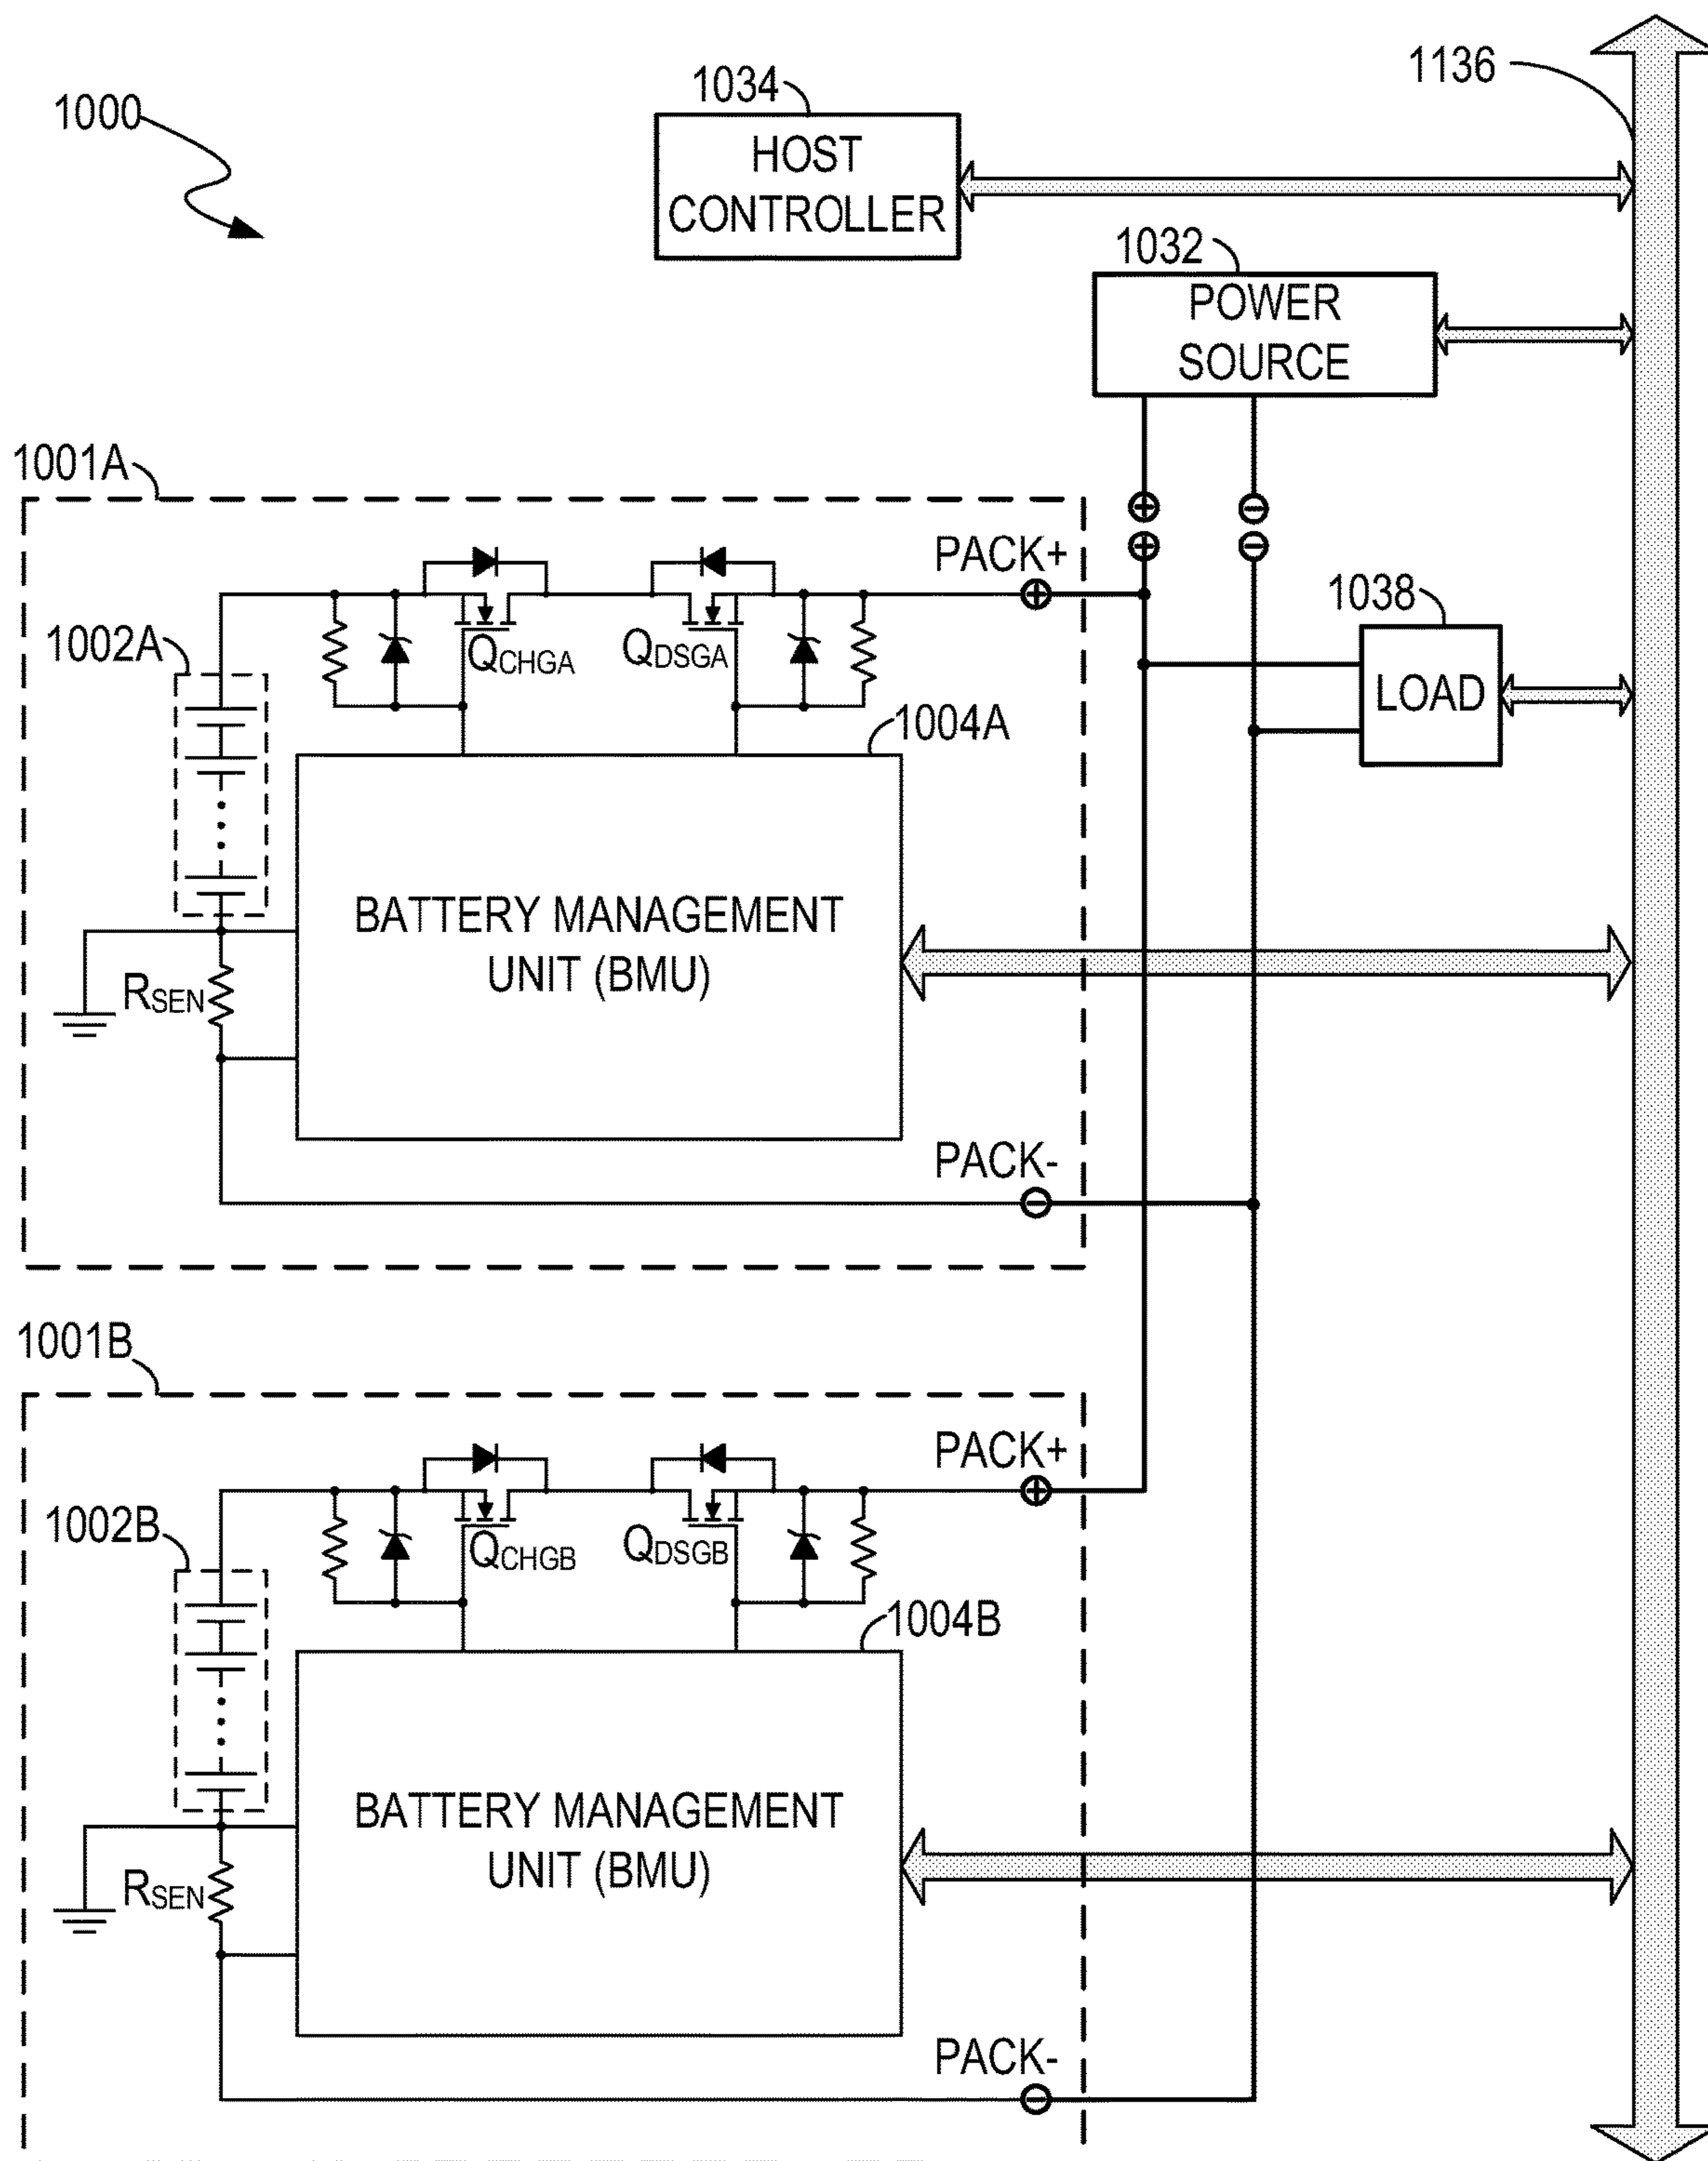 1136
1034
1000
HOST
CONTROLLER
1032
POWER
SOURCE
1001A
PACK+
1038
1002A
QCHGA
QDSGA
LOAD
1004A
BATTERY MANAGEMENT
UNIT (BMU)
RSEN
PACK-
1001B
PACK+
1002B
QCHGB
QDSGB
1004B
BATTERY MANAGEMENT
UNIT (BMU)
RSEN
PACK-